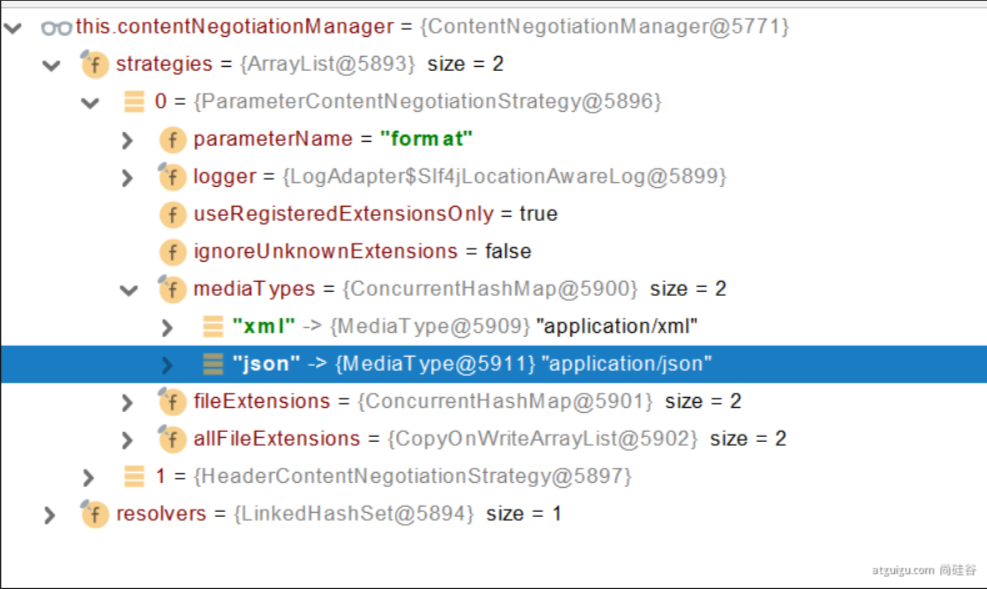 this.contentNegotiationManager = {ContentNegotiationManager@5771}
f strategies = {ArrayList@5893} size = 2
0 = {ParameterContentNegotiationStrategy@5896}
f parameterName = "format"
f logger = {LogAdapter$Slf4jLocationAwareLog@5899}
f useRegisteredExtensionsOnly = true
f ignoreUnknownExtensions = false
f mediaTypes = {ConcurrentHashMap@5900} size = 2
"xml" -> {MediaType@5909} "application/xml"
"json" -> {MediaType@5911} "application/json"
f fileExtensions = {ConcurrentHashMap@5901} size = 2
f allFileExtensions = {CopyOnWriteArrayList@5902} size = 2
1 = {HeaderContentNegotiationStrategy@5897}
f resolvers = {LinkedHashSet@5894} size = 1
atguigu.com 尚硅谷